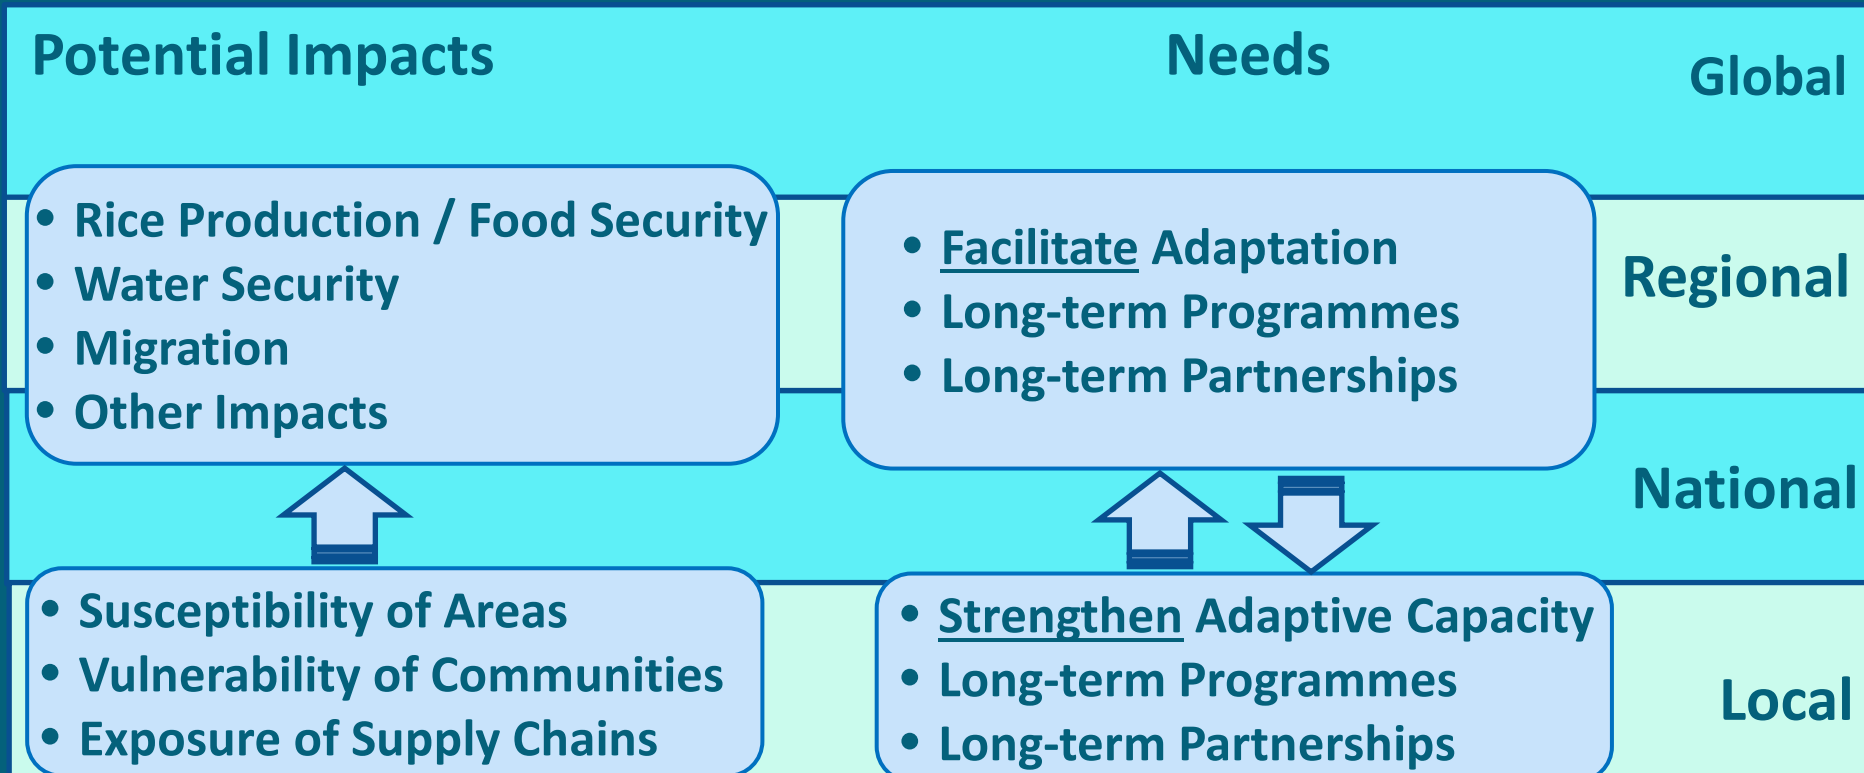 Potential Impacts
Needs
Global
• Rice Production / Food Security
• Water Security
• Migration
• Other Impacts
• Facilitate Adaptation
• Long-term Programmes
• Long-term Partnerships
Regional
National
• Susceptibility of Areas
• Vulnerability of Communities
• Exposure of Supply Chains
• Strengthen Adaptive Capacity
• Long-term Programmes
• Long-term Partnerships
Local